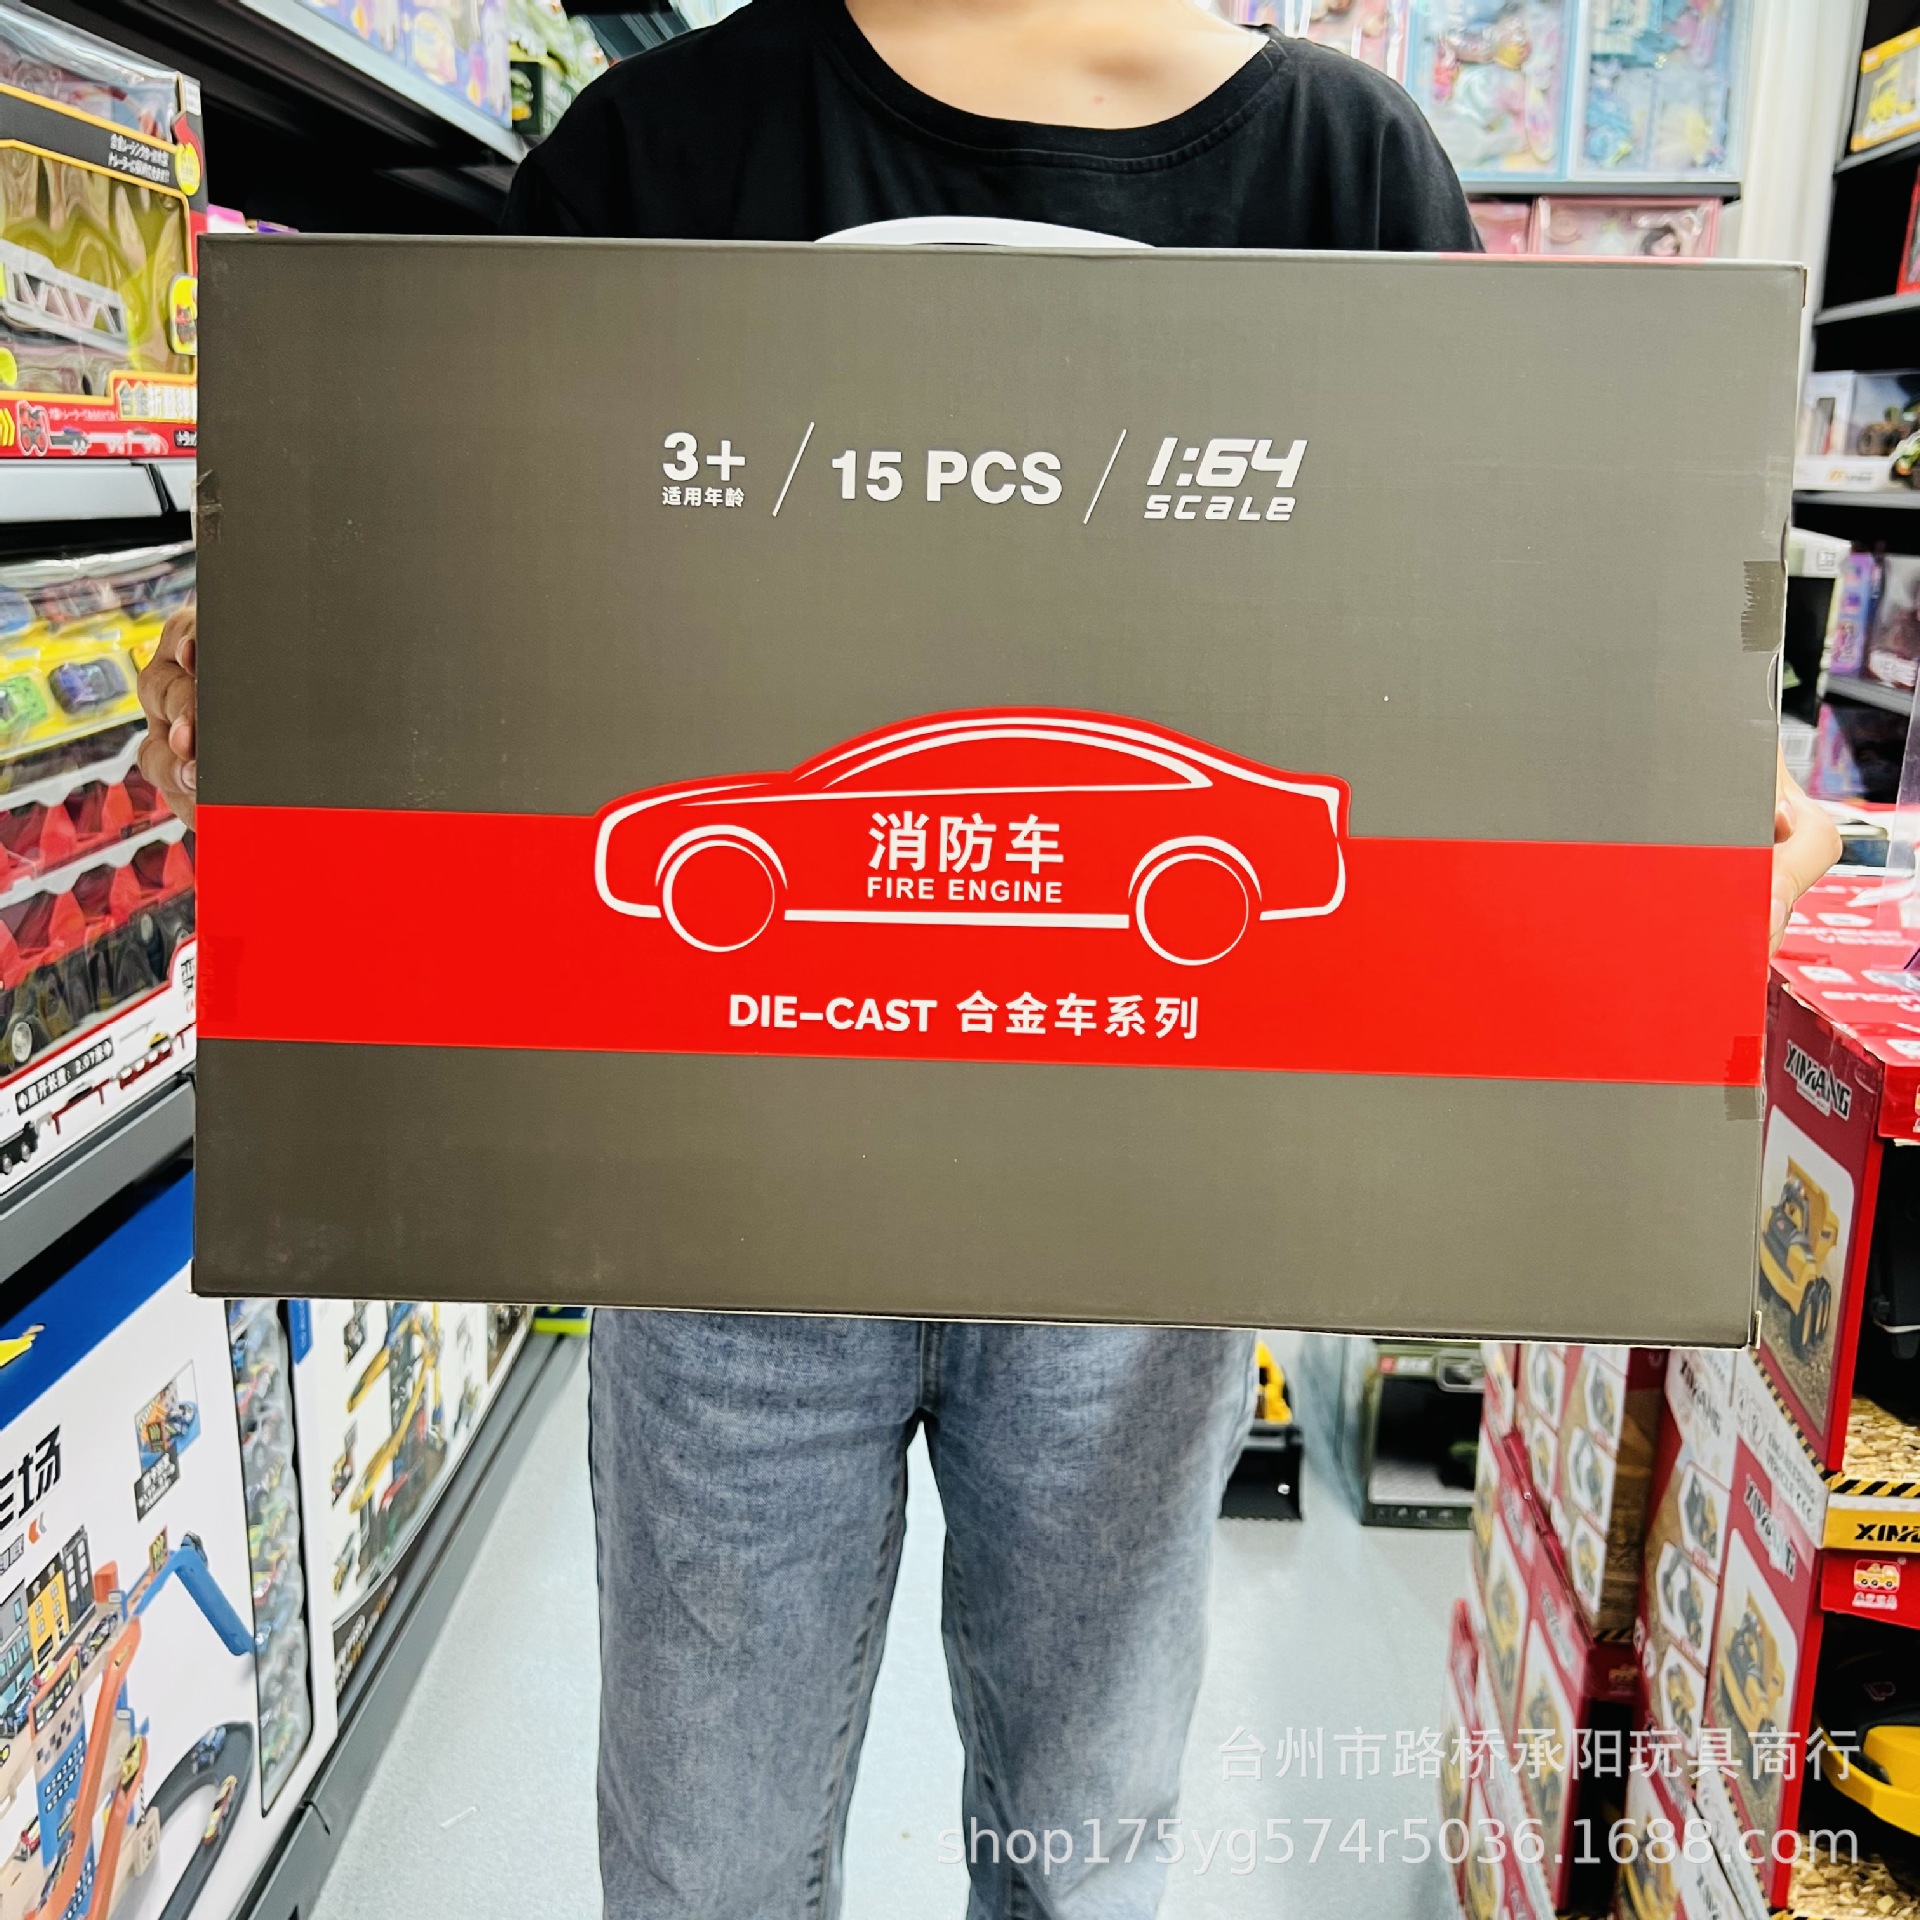 3+
适用年龄
15 PCS
1:64
SCALE
消防车
FIRE ENGINE
DIE-CAST 合金车系列
XINGANG
台州市路桥承阳玩具商行
shop175yg574r5036.1688.com